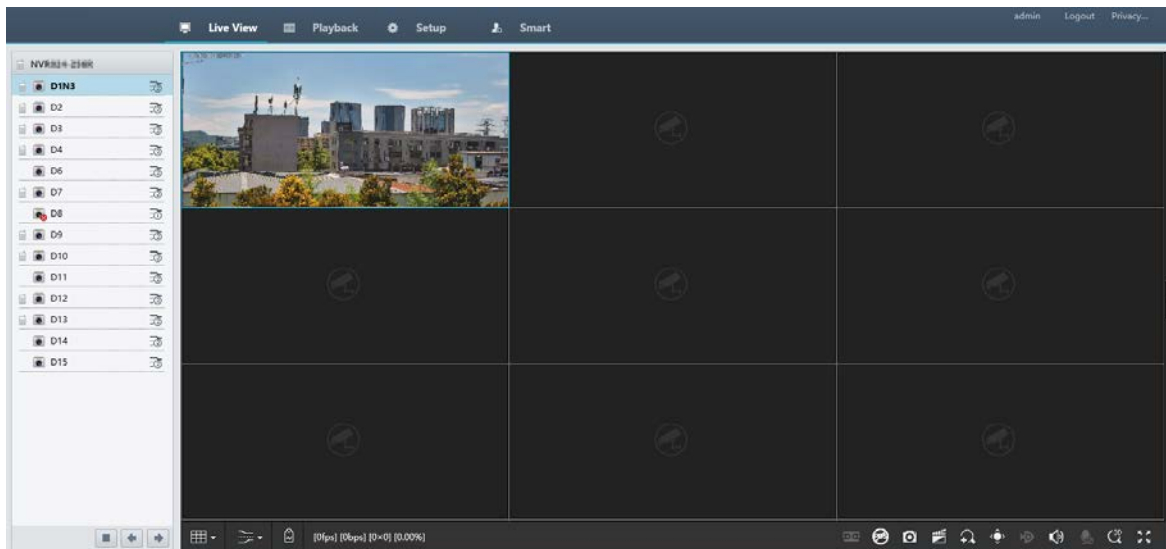 Live View Playback Setup Smart
admin Logout Privacy...
D1N3
D2
D3
D4
D6
D7
D8
D9
D10
D11
D12
D13
D14
D15
[0fps] [0bps] [0×0] [0.00%]